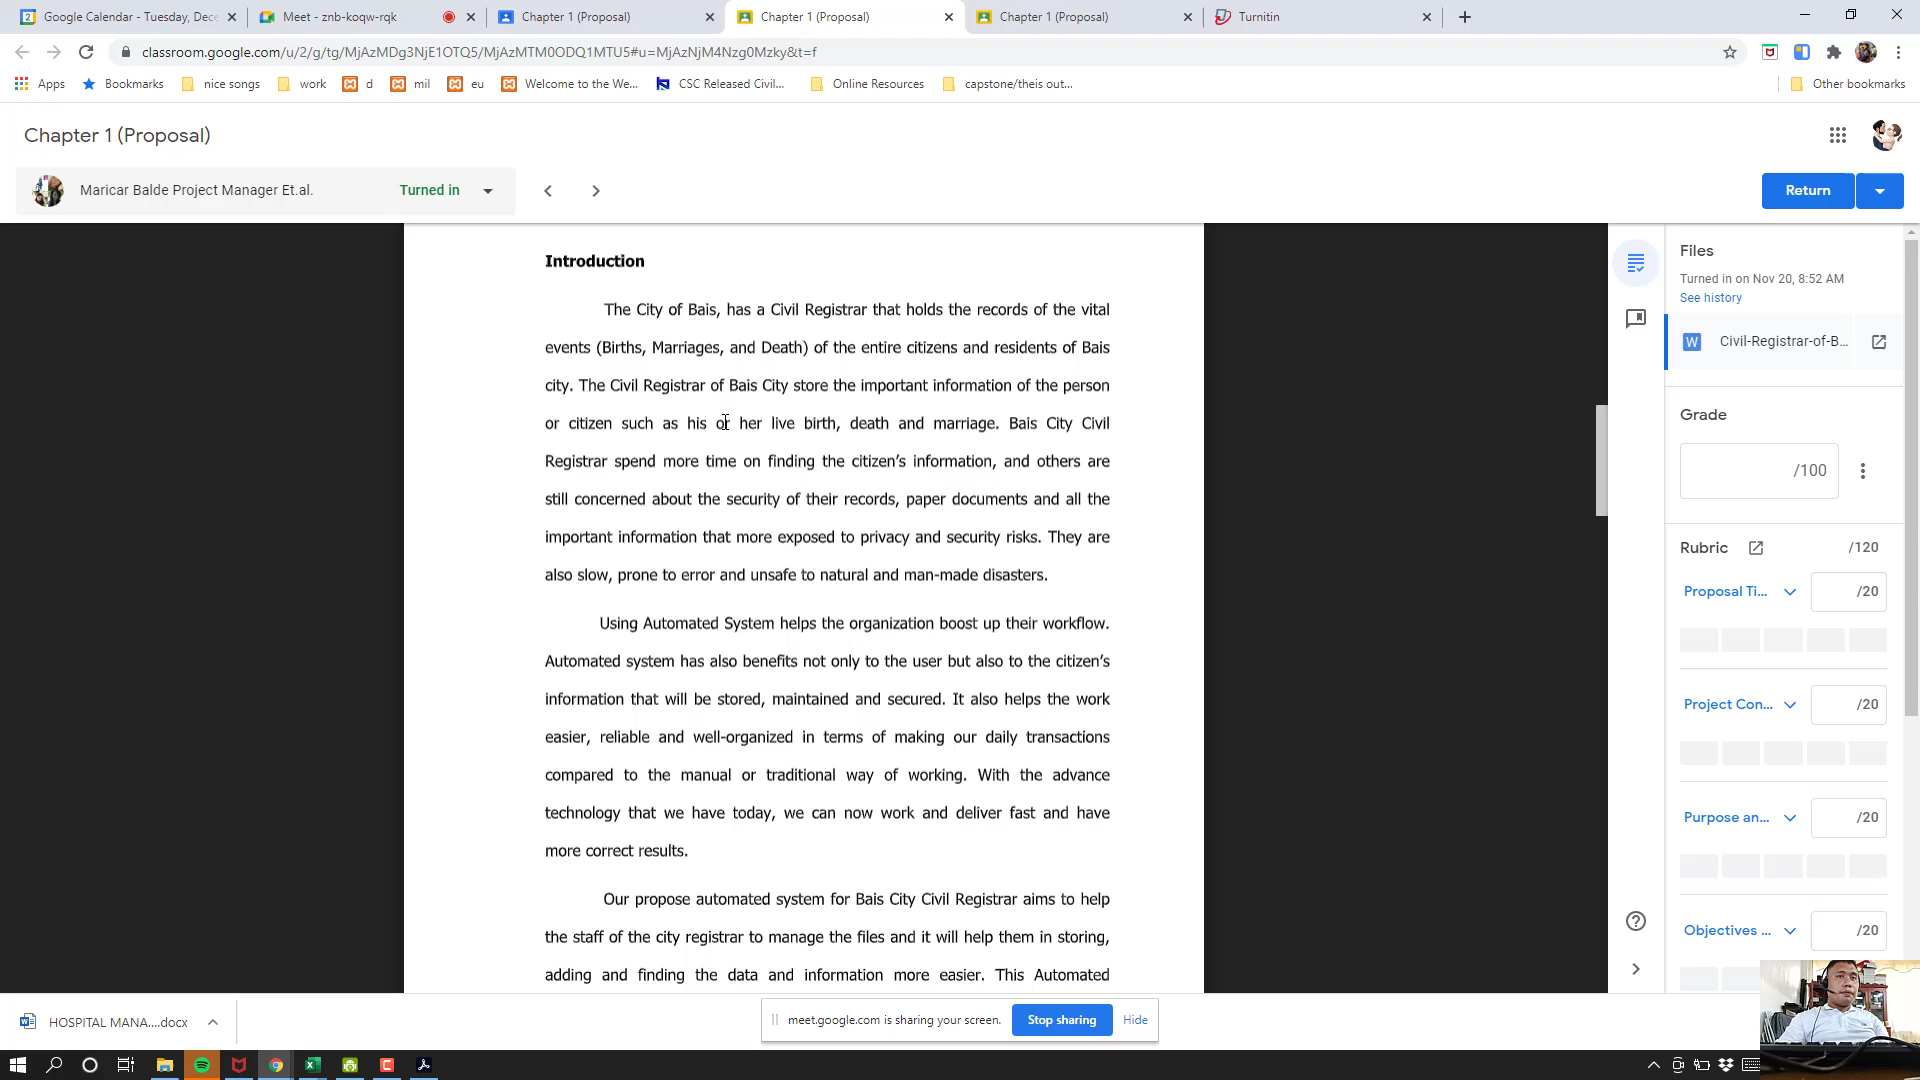 Google Calendar - Tuesday, Dece
Meet - znb-koqw-rqk
Chapter 1 (Proposal)
Chapter 1 (Proposal)
Chapter 1 (Proposal)
Turnitin
classroom.google.com/u/2/g/tg/MjAzMDg3NjE1OTQ5/MjAzMTM0ODQ1MTU5#u=MjAzNjM4Nzg0Mzky&t=f
Apps
Bookmarks
nice songs
work
d
mil
eu
Welcome to the We...
CSC Released Civil...
Online Resources
capstone/theis out...
Other bookmarks
Chapter 1 (Proposal)
Maricar Balde Project Manager Et.al.
Turned in
Return
Introduction
The City of Bais, has a Civil Registrar that holds the records of the vital
events (Births, Marriages, and Death) of the entire citizens and residents of Bais
city. The Civil Registrar of Bais City store the important information of the person
or citizen such as his or her live birth, death and marriage. Bais City Civil
Registrar spend more time on finding the citizen’s information, and others are
still concerned about the security of their records, paper documents and all the
important information that more exposed to privacy and security risks. They are
also slow, prone to error and unsafe to natural and man-made disasters.
Using Automated System helps the organization boost up their workflow.
Automated system has also benefits not only to the user but also to the citizen’s
information that will be stored, maintained and secured. It also helps the work
easier, reliable and well-organized in terms of making our daily transactions
compared to the manual or traditional way of working. With the advance
technology that we have today, we can now work and deliver fast and have
more correct results.
Our propose automated system for Bais City Civil Registrar aims to help
the staff of the city registrar to manage the files and it will help them in storing,
adding and finding the data and information more easier. This Automated
Files
Turned in on Nov 20, 8:52 AM
See history
Civil-Registrar-of-B...
Grade
/100
Rubric
/120
Proposal Ti...
/20
Project Con...
/20
Purpose an...
/20
Objectives ...
/20
HOSPITAL MANA....docx
meet.google.com is sharing your screen.
Stop sharing
Hide